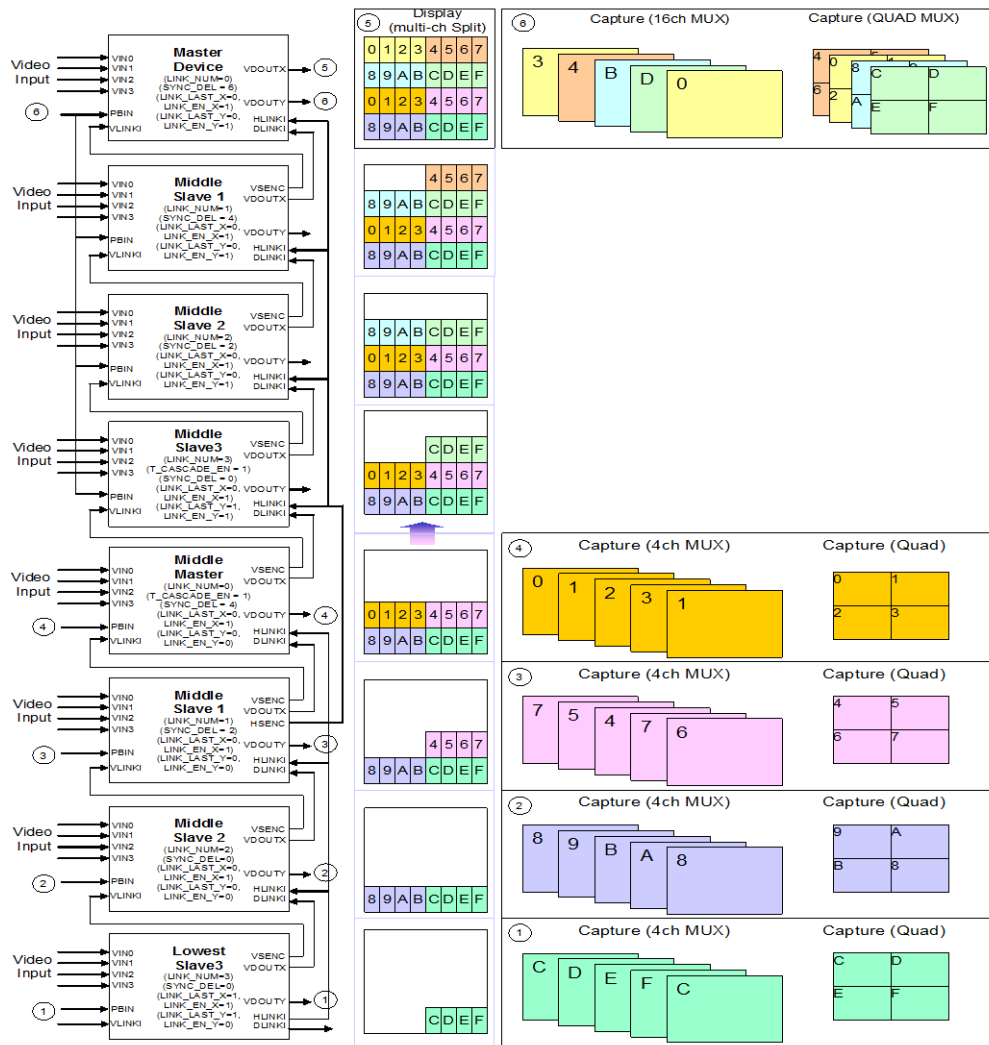 Video
Input
VIN0
VIN1
VIN2
VIN3
6
PBIN
VLINKI
Master
Device
(LINK_NUM=0)
(SYNC_DEL = 6)
(LINK_LAST_X=0,
LINK_EN_X=1)
(LINK_LAST_Y=0,
LINK_EN_Y=1)
VDOUTX
5
VDOUTY
6
HLINKI
DLINKI
Video
Input
VIN0
VIN1
VIN2
VIN3
PBIN
VLINKI
Middle
Slave 1
(LINK_NUM=1)
(SYNC_DEL = 4)
(LINK_LAST_X=0,
LINK_EN_X=1)
(LINK_LAST_Y=0,
LINK_EN_Y=1)
VSENC
VDOUTX
VDOUTY
HLINKI
DLINKI
Video
Input
VIN0
VIN1
VIN2
VIN3
PBIN
VLINKI
Middle
Slave 2
(LINK_NUM=2)
(SYNC_DEL = 2)
(LINK_LAST_X=0,
LINK_EN_X=1)
(LINK_LAST_Y=0,
LINK_EN_Y=1)
VSENC
VDOUTX
VDOUTY
HLINKI
DLINKI
Video
Input
VIN0
VIN1
VIN2
VIN3
PBIN
VLINKI
Middle
Slave3
(LINK_NUM=3)
(T_CASCADE_EN = 1)
(SYNC_DEL = 0)
(LINK_LAST_X=0,
LINK_EN_X=1)
(LINK_LAST_Y=1,
LINK_EN_Y=1)
VSENC
VDOUTX
VDOUTY
HLINKI
DLINKI
Video
Input
VIN0
VIN1
VIN2
VIN3
4
PBIN
VLINKI
Middle
Master
(LINK_NUM=0)
(T_CASCADE_EN = 1)
(SYNC_DEL = 4)
(LINK_LAST_X=0,
LINK_EN_X=1)
(LINK_LAST_Y=0,
LINK_EN_Y=0)
VSENC
VDOUTX
VDOUTY
4
HLINKI
DLINKI
Video
Input
VIN0
VIN1
VIN2
VIN3
3
PBIN
VLINKI
Middle
Slave 1
(LINK_NUM=1)
(SYNC_DEL = 2)
(LINK_LAST_X=0,
LINK_EN_X=1)
(LINK_LAST_Y=0,
LINK_EN_Y=0)
VSENC
VDOUTX
HSENC
VDOUTY
3
HLINKI
DLINKI
Video
Input
VIN0
VIN1
VIN2
VIN3
2
PBIN
VLINKI
Middle
Slave 2
(LINK_NUM=2)
(SYNC_DEL=0)
(LINK_LAST_X=0,
LINK_EN_X=1)
(LINK_LAST_Y=0,
LINK_EN_Y=0)
VSENC
VDOUTX
VDOUTY
2
HLINKI
DLINKI
Video
Input
VIN0
VIN1
VIN2
VIN3
1
PBIN
VLINKI
Lowest
Slave3
(LINK_NUM=3)
(SYNC_DEL=0)
(LINK_LAST_X=1,
LINK_EN_X=1)
(LINK_LAST_Y=1,
LINK_EN_Y=0)
VSENC
VDOUTX
VDOUTY
1
HLINKI
DLINKI
5
Display
(multi-ch Split)
0 1 2 3 4 5 6 7
8 9 A B C D E F
0 1 2 3 4 5 6 7
8 9 A B C D E F
4 5 6 7
8 9 A B C D E F
0 1 2 3 4 5 6 7
8 9 A B C D E F
8 9 A B C D E F
0 1 2 3 4 5 6 7
8 9 A B C D E F
C D E F
0 1 2 3 4 5 6 7
8 9 A B C D E F
0 1 2 3 4 5 6 7
8 9 A B C D E F
4 5 6 7
8 9 A B C D E F
8 9 A B C D E F
C D E F
6
Capture (16ch MUX)
3 4 B D 0
Capture (QUAD MUX)
4
0
8
C D
6
2
A
E F
4
Capture (4ch MUX)
0 1 2 3 1
Capture (Quad)
0 1
2 3
3
Capture (4ch MUX)
7 5 4 7 6
Capture (Quad)
4 5
6 7
2
Capture (4ch MUX)
8 9 B A 8
Capture (Quad)
9 A
B 8
1
Capture (4ch MUX)
C D E F C
Capture (Quad)
C D
E F